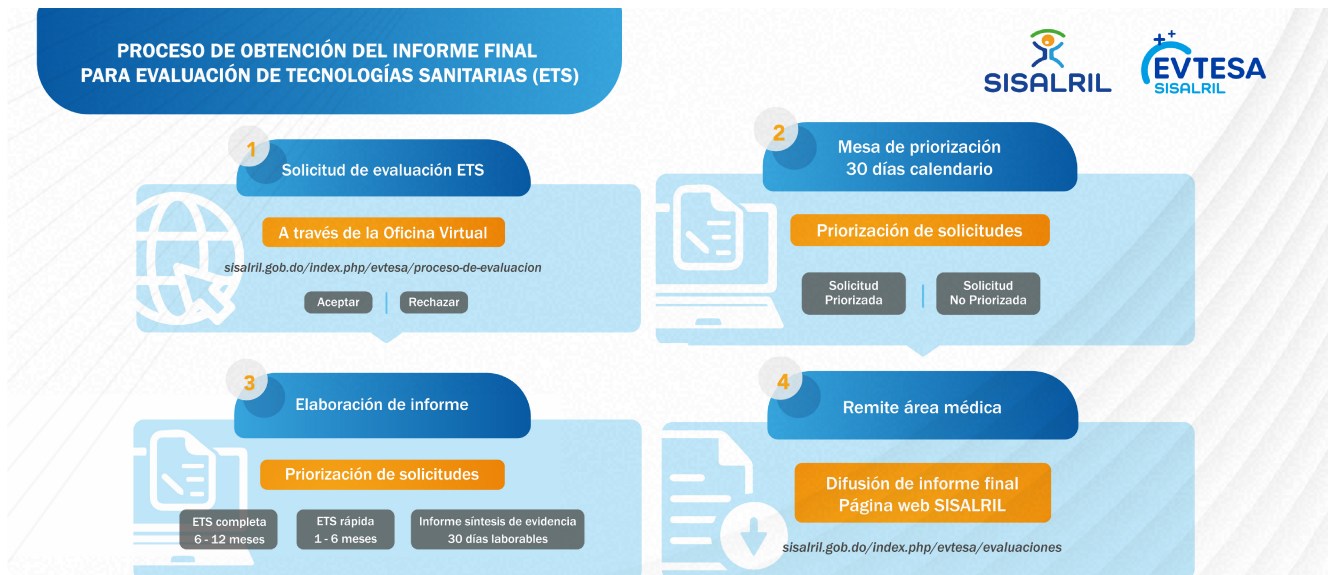 PROCESO DE OBTENCIÓN DEL INFORME FINAL
PARA EVALUACIÓN DE TECNOLOGÍAS SANITARIAS (ETS)
SISALRIL
EVTESA
SISALRIL
1
Solicitud de evaluación ETS
A través de la Oficina Virtual
sisalril.gob.do/index.php/evtesa/proceso-de-evaluacion
Aceptar
Rechazar
2
Mesa de priorización
30 días calendario
Priorización de solicitudes
Solicitud
Priorizada
Solicitud
No Priorizada
3
Elaboración de informe
Priorización de solicitudes
ETS completa
6 - 12 meses
ETS rápida
1 - 6 meses
Informe síntesis de evidencia
30 días laborables
4
Remite área médica
Difusión de informe final
Página web SISALRIL
sisalril.gob.do/index.php/evtesa/evaluaciones